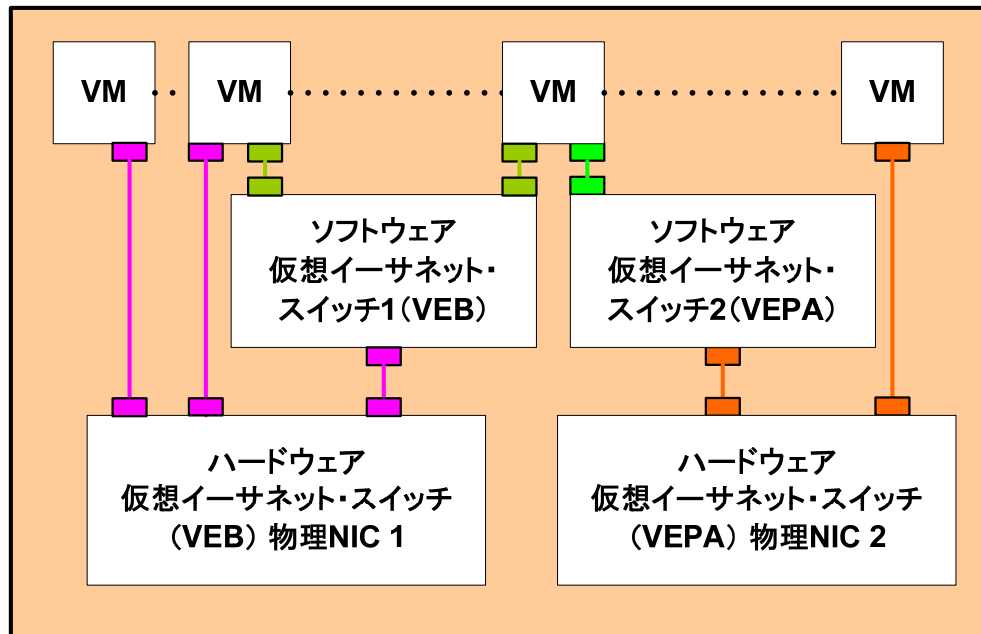 VM
VM
VM
VM
ソフトウェア
仮想イーサネット・
スイッチ1(VEB)
ソフトウェア
仮想イーサネット・
スイッチ2(VEPA)
ハードウェア
仮想イーサネット・スイッチ
(VEB) 物理NIC 1
ハードウェア
仮想イーサネット・スイッチ
(VEPA) 物理NIC 2